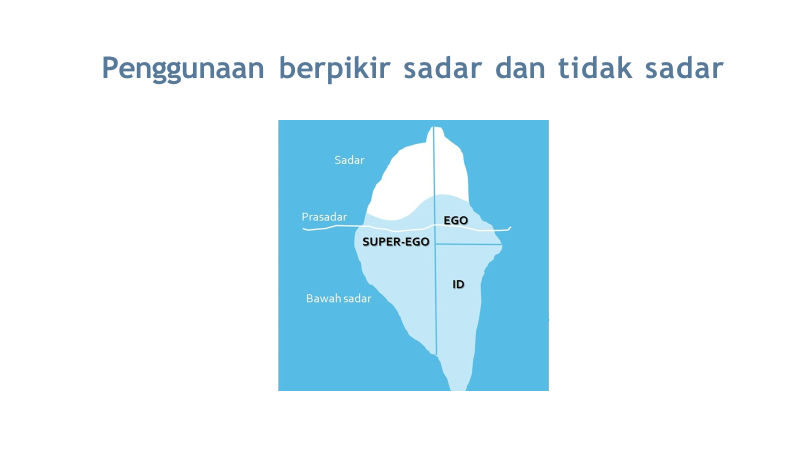 Penggunaan berpikir sadar dan tidak sadar
Sadar
Prasadar
EGO
SUPER-EGO
ID
Bawah sadar